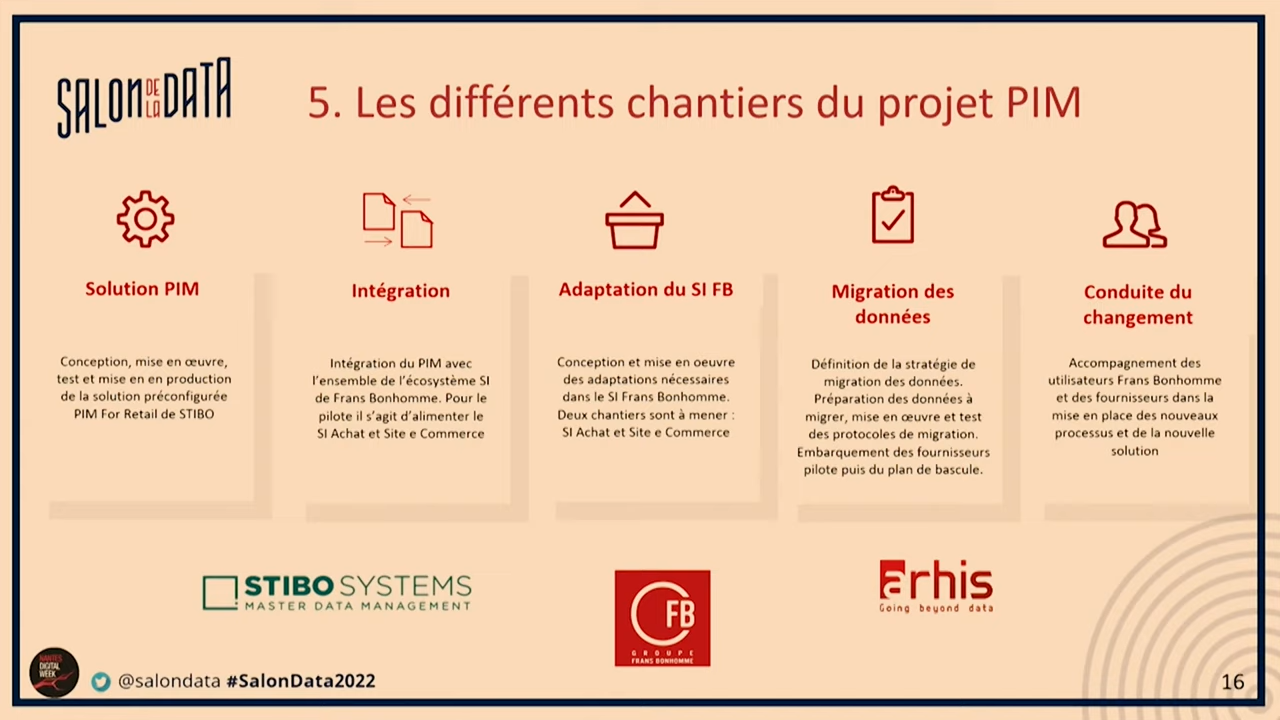 SALON DE LA DATA
5. Les différents chantiers du projet PIM
Solution PIM
Conception, mise en œuvre,
test et mise en en production
de la solution préconfigurée
PIM For Retail de STIBO
Intégration
Intégration du PIM avec
l'ensemble de l'écosystème SI
de Frans Bonhomme. Pour le
pilote il s'agit d'alimenter le
SI Achat et Site e Commerce
Adaptation du SI FB
Conception et mise en oeuvre
des adaptations nécessaires
dans le SI Frans Bonhomme.
Deux chantiers sont à mener :
SI Achat et Site e Commerce
Migration des
données
Définition de la stratégie de
migration des données.
Préparation des données à
migrer, mise en œuvre et test
des protocoles de migration.
Embarquement des fournisseurs
pilote puis du plan de bascule.
Conduite du
changement
Accompagnement des
utilisateurs Frans Bonhomme
et des fournisseurs dans la
mise en place des nouveaux
processus et de la nouvelle
solution
STIBO SYSTEMS
MASTER DATA MANAGEMENT
FB
GROUPE
FRANS BONHOMME
arhis
Going beyond data
NANTES
DIGITAL
WEEK
@salondata #SalonData2022
16